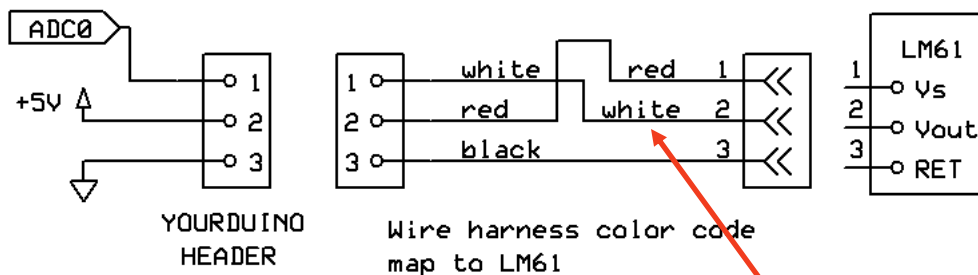 ADC0
+5V
1
2
3
YOURDUINO
HEADER
1
2
3
white
red
black
red
white
1
2
3
Wire harness color code
map to LM61
LM61
1
2
3
Vs
Vout
RET